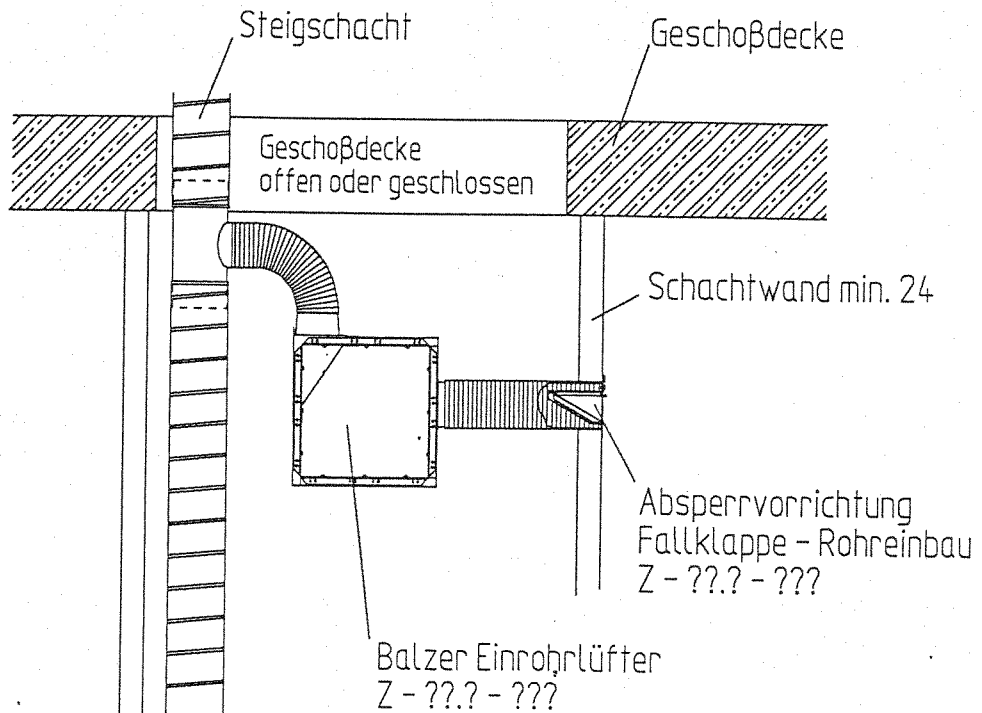 Steigschacht
Geschoßdecke
Geschoßdecke
offen oder geschlossen
Schachtwand min. 24
Absperrvorrichtung
Fallklappe - Rohreinbau
Z - ??.? - ???
Balzer Einrohrlüfter
Z - ??.? - ???